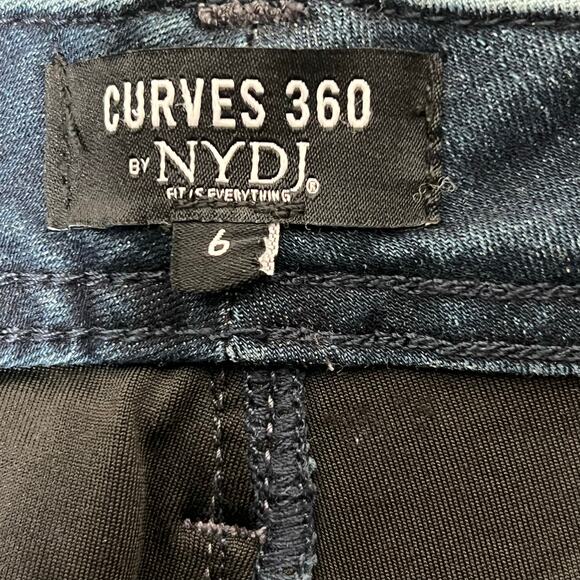 CURVES 360
BY NYDJ®
FIT IS EVERYTHING
6